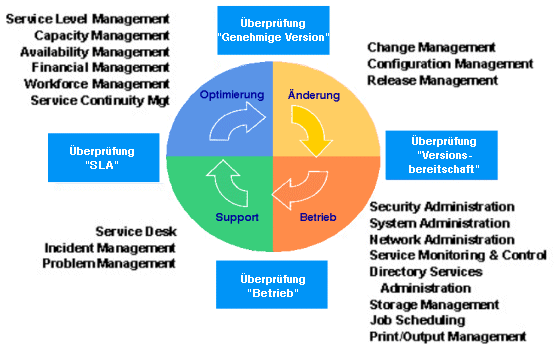 Service Level Management
Capacity Management
Availability Management
Financial Management
Workforce Management
Service Continuity Mgt
Überprüfung
"Genehmige Version"
Change Management
Configuration Management
Release Management
Optimierung
Änderung
Überprüfung
"SLA"
Überprüfung
"Versions-
bereitschaft"
Support
Betrieb
Service Desk
Incident Management
Problem Management
Überprüfung
"Betrieb"
Security Administration
System Administration
Network Administration
Service Monitoring & Control
Directory Services
Administration
Storage Management
Job Scheduling
Print/Output Management